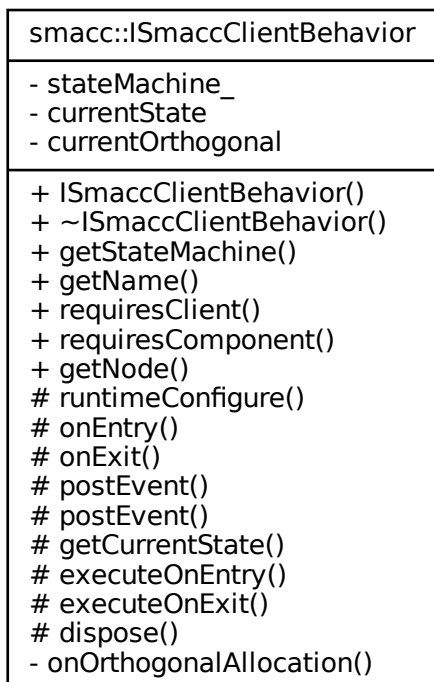 smacc::ISmaccClientBehavior
- stateMachine_
- currentState
- currentOrthogonal
+ ISmaccClientBehavior()
+ ~ISmaccClientBehavior()
+ getStateMachine()
+ getName()
+ requiresClient()
+ requiresComponent()
+ getNode()
# runtimeConfigure()
# onEntry()
# onExit()
# postEvent()
# postEvent()
# getCurrentState()
# executeOnEntry()
# executeOnExit()
# dispose()
- onOrthogonalAllocation()